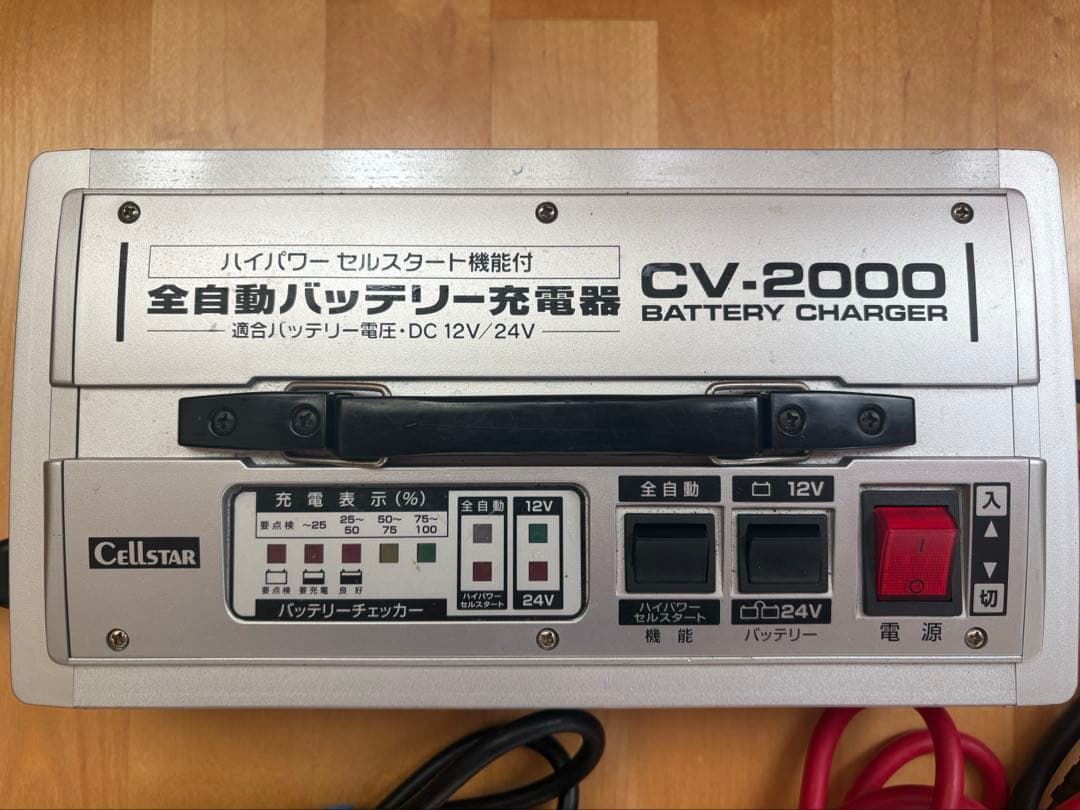 ハイパワー セルスタート機能付
全自動バッテリー充電器
適合バッテリー電圧・DC 12V/24V
CV-2000
BATTERY CHARGER
CELLSTAR
充電表示(%)
要点検 ~25 25~50 50~75 75~100
要点検 要充電 良好
バッテリーチェッカー
全自動
ハイパワー
セルスタート
12V
24V
全自動
ハイパワー
セルスタート
機能
12V
24V
バッテリー
入
切
電源